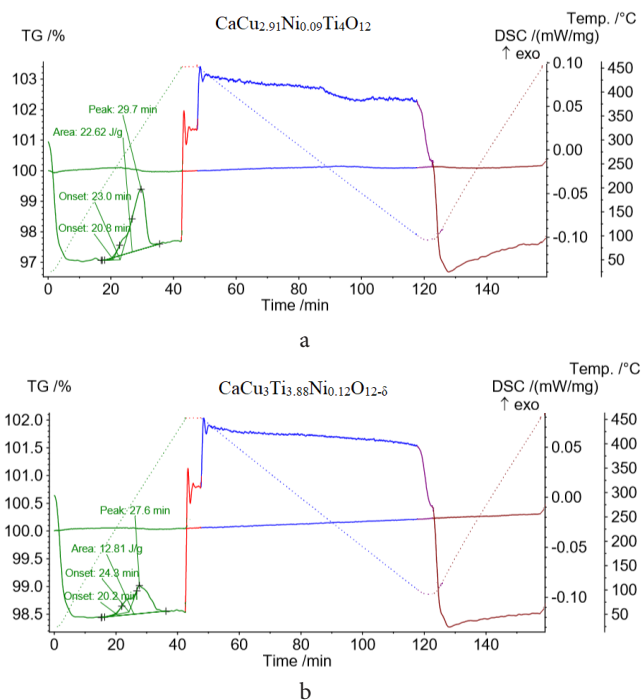 CaCu2.91Ni0.09Ti4O12
Temp. /°C
TG /%
DSC /(mW/mg)
↑ exo
0.10
450
103
400
Peak: 29.7 min
0.05
102
350
Area: 22.62 J/g
300
101
0.00
250
100
200
Onset: 23.0 min
-0.05
99
150
Onset: 20.8 min
98
100
-0.10
97
50
0 20 40 60 80 100 120 140
Time /min
a
Temp. /°C
TG /%
CaCu3Ti3.88Ni0.12O12-δ
DSC /(mW/mg)
↑ exo
102.0
450
0.05
101.5
400
350
101.0
Peak: 27.6 min
0.00
300
100.5
250
100.0
Area: 12.81 J/g
-0.05
200
99.5
Onset: 24.3 min
150
99.0
Onset: 20.2 min
100
-0.10
98.5
50
0 20 40 60 80 100 120 140
Time /min
b